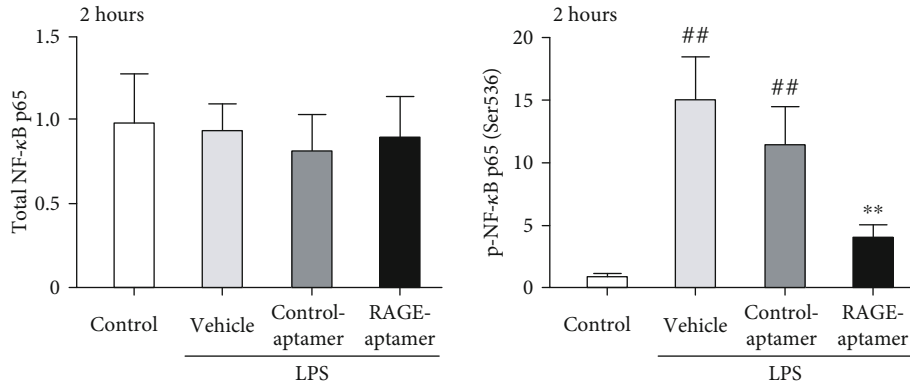 2 hours
Total NF-κB p65
1.5
1.0
0.5
0
Control
Vehicle
Control-
aptamer
RAGE-
aptamer
LPS
2 hours
p-NF-κB p65 (Ser536)
20
15
10
5
0
##
##
**
Control
Vehicle
Control-
aptamer
RAGE-
aptamer
LPS